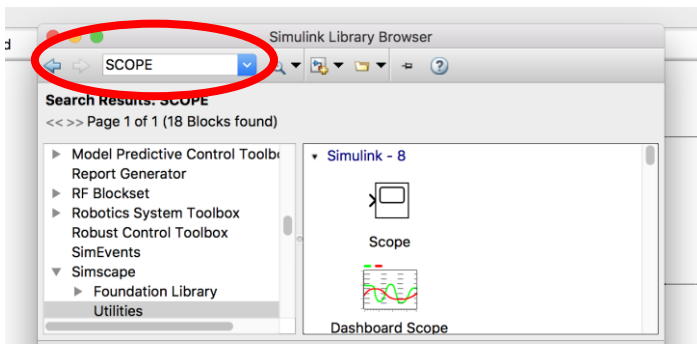 d
Simulink Library Browser
SCOPE
Search Results: SCOPE
<< >> Page 1 of 1 (18 Blocks found)
Model Predictive Control Toolb
Report Generator
RF Blockset
Robotics System Toolbox
Robust Control Toolbox
SimEvents
Simscape
Foundation Library
Utilities
Simulink - 8
Scope
Dashboard Scope